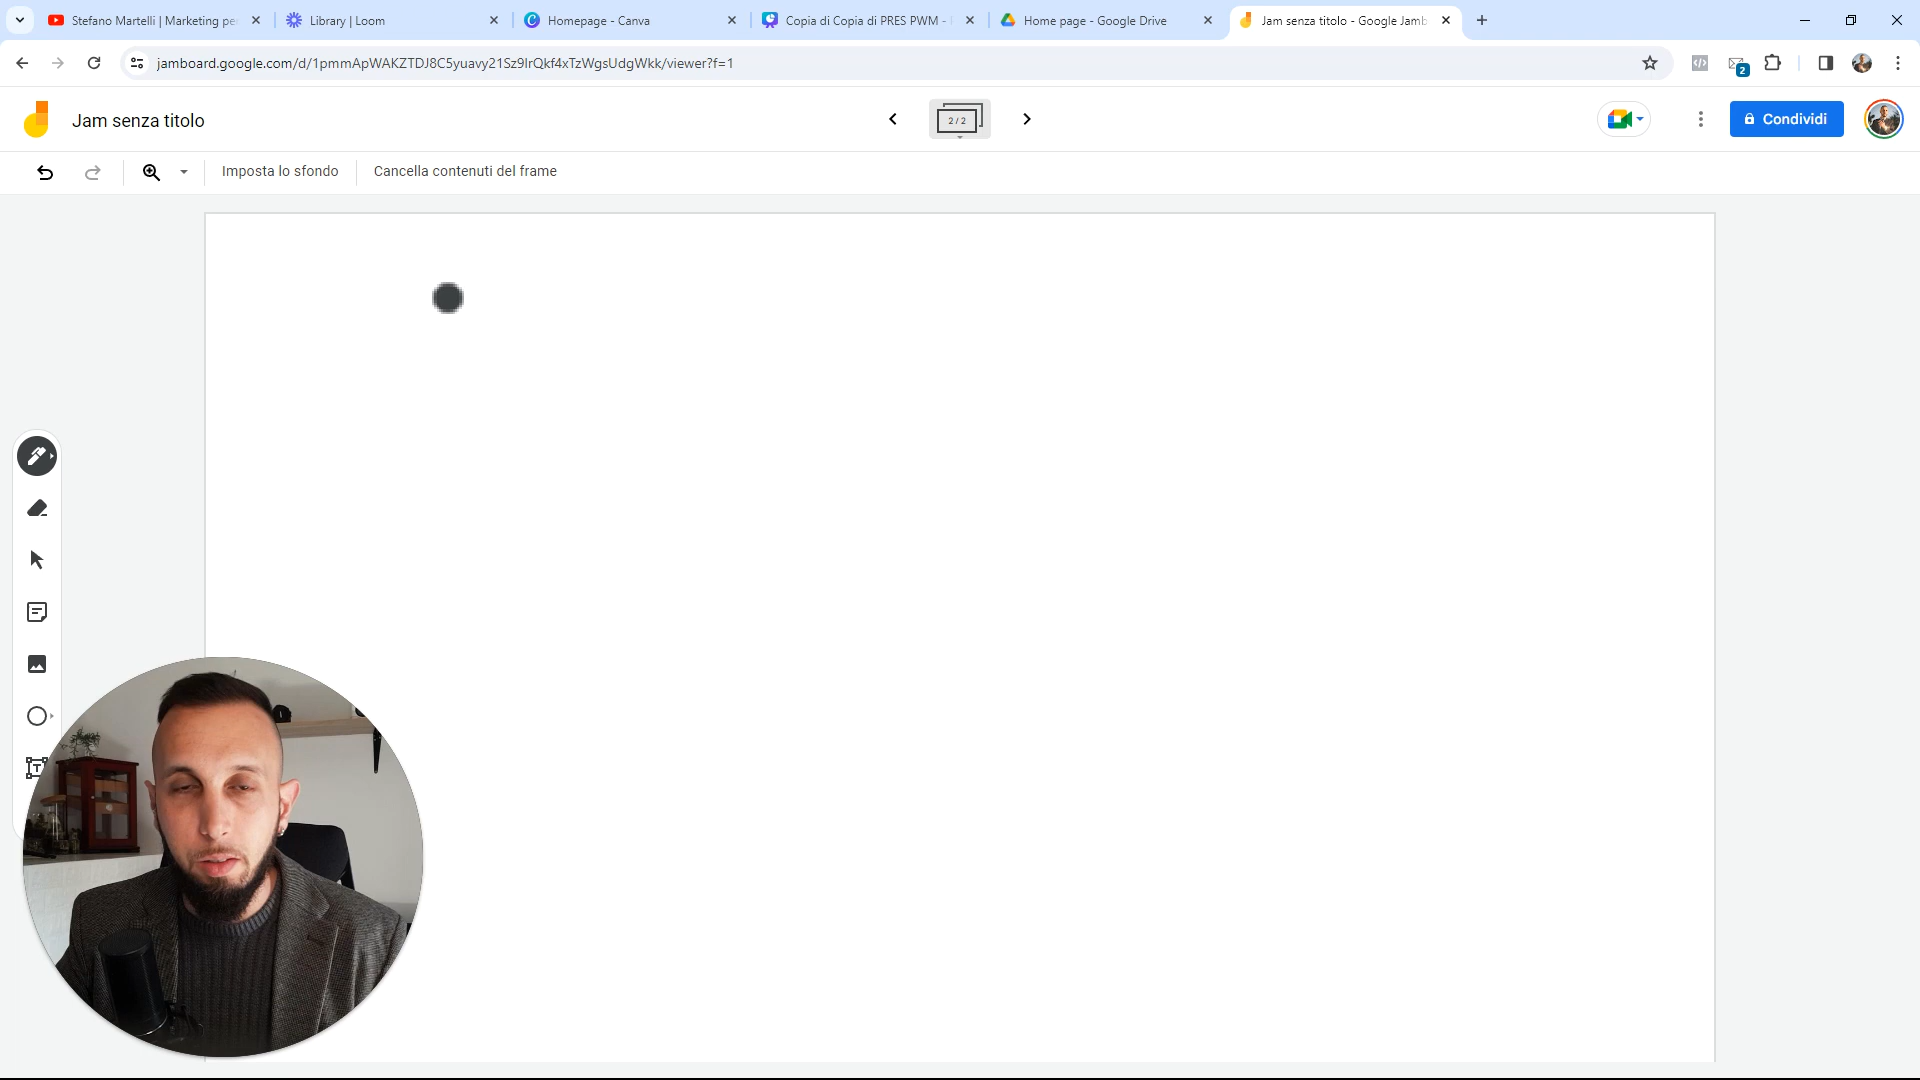 Stefano Martelli | Marketing pe
Library | Loom
Homepage - Canva
Copia di Copia di PRES PWM -
Home page - Google Drive
Jam senza titolo - Google Jamb
jamboard.google.com/d/1pmmApWAKZTDJ8C5yuavy21Sz9IrQkf4xTzWgsUdgWkk/viewer?f=1
2
Jam senza titolo
2 / 2
Condividi
Imposta lo sfondo
Cancella contenuti del frame